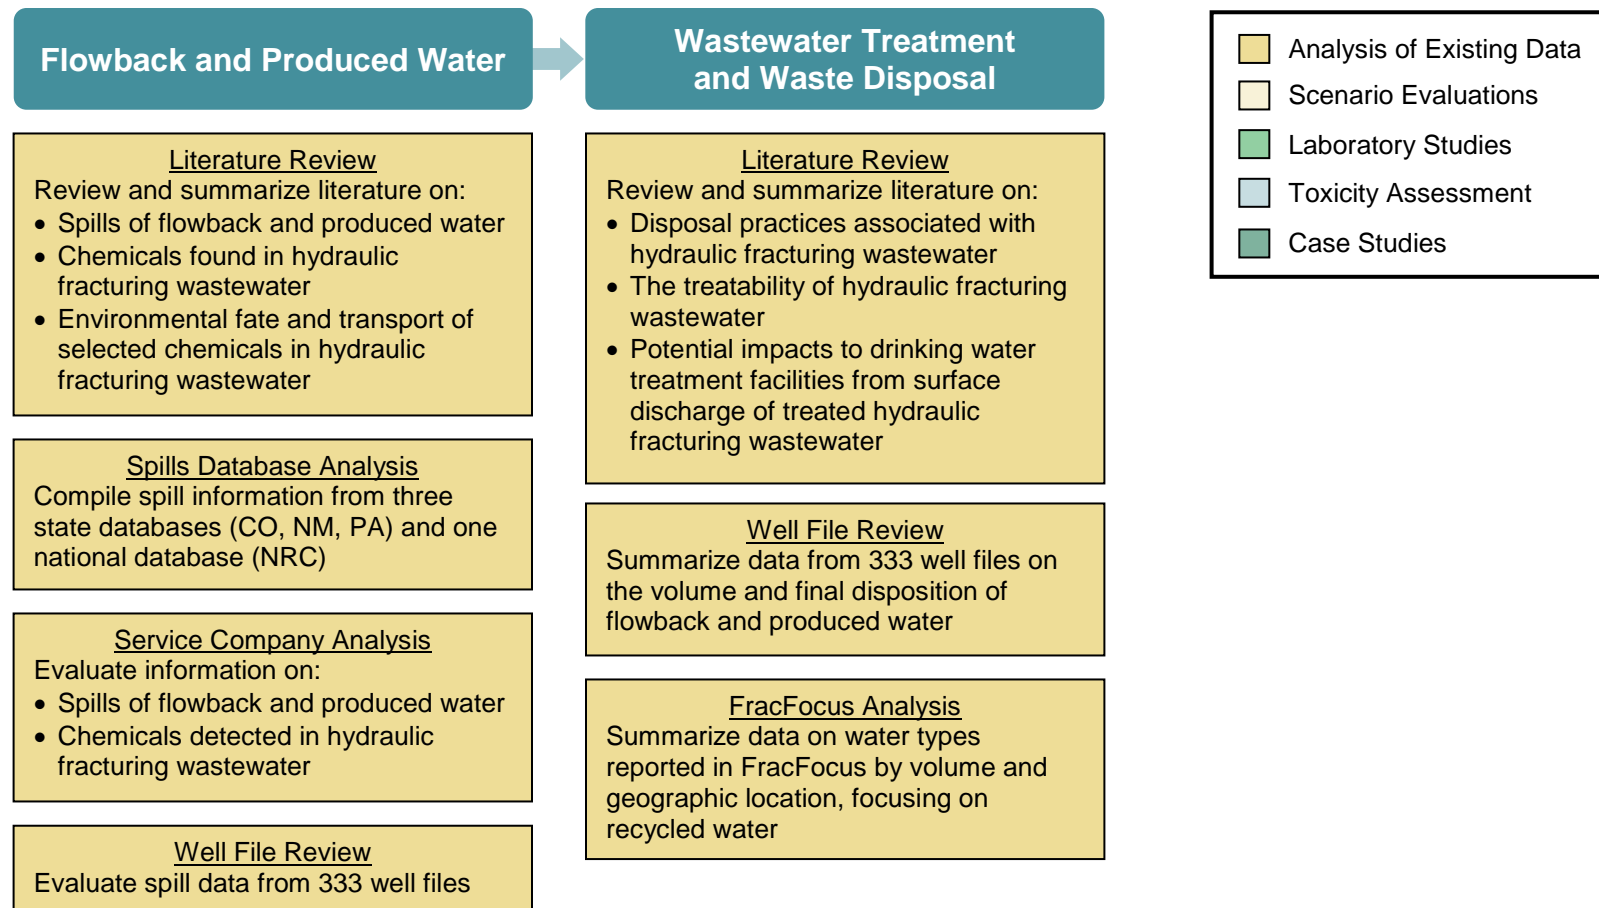 Flowback and Produced Water
Wastewater Treatment
and Waste Disposal
Literature Review
Review and summarize literature on:
• Spills of flowback and produced water
• Chemicals found in hydraulic
fracturing wastewater
• Environmental fate and transport of
selected chemicals in hydraulic
fracturing wastewater
Spills Database Analysis
Compile spill information from three
state databases (CO, NM, PA) and one
national database (NRC)
Service Company Analysis
Evaluate information on:
• Spills of flowback and produced water
• Chemicals detected in hydraulic
fracturing wastewater
Well File Review
Evaluate spill data from 333 well files
Literature Review
Review and summarize literature on:
• Disposal practices associated with
hydraulic fracturing wastewater
• The treatability of hydraulic fracturing
wastewater
• Potential impacts to drinking water
treatment facilities from surface
discharge of treated hydraulic
fracturing wastewater
Well File Review
Summarize data from 333 well files on
the volume and final disposition of
flowback and produced water
FracFocus Analysis
Summarize data on water types
reported in FracFocus by volume and
geographic location, focusing on
recycled water
Analysis of Existing Data
Scenario Evaluations
Laboratory Studies
Toxicity Assessment
Case Studies